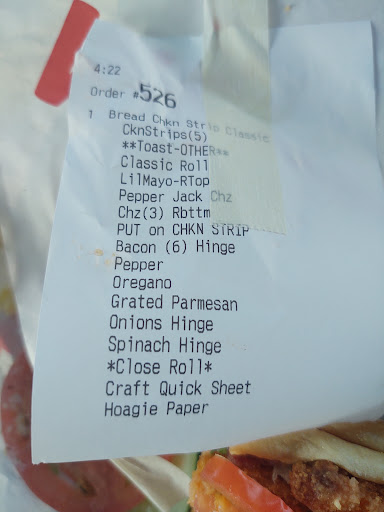 4:22
Order #526
1 Bread Chkn Strip Classic
CknStrips(5)
**Toast-OTHER**
Classic Roll
LilMayo-RTop
Pepper Jack Chz
Chz(3) Rbttm
PUT on CHKN STRIP
Bacon (6) Hinge
Pepper
Oregano
Grated Parmesan
Onions Hinge
Spinach Hinge
*Close Roll*
Craft Quick Sheet
Hoagie Paper